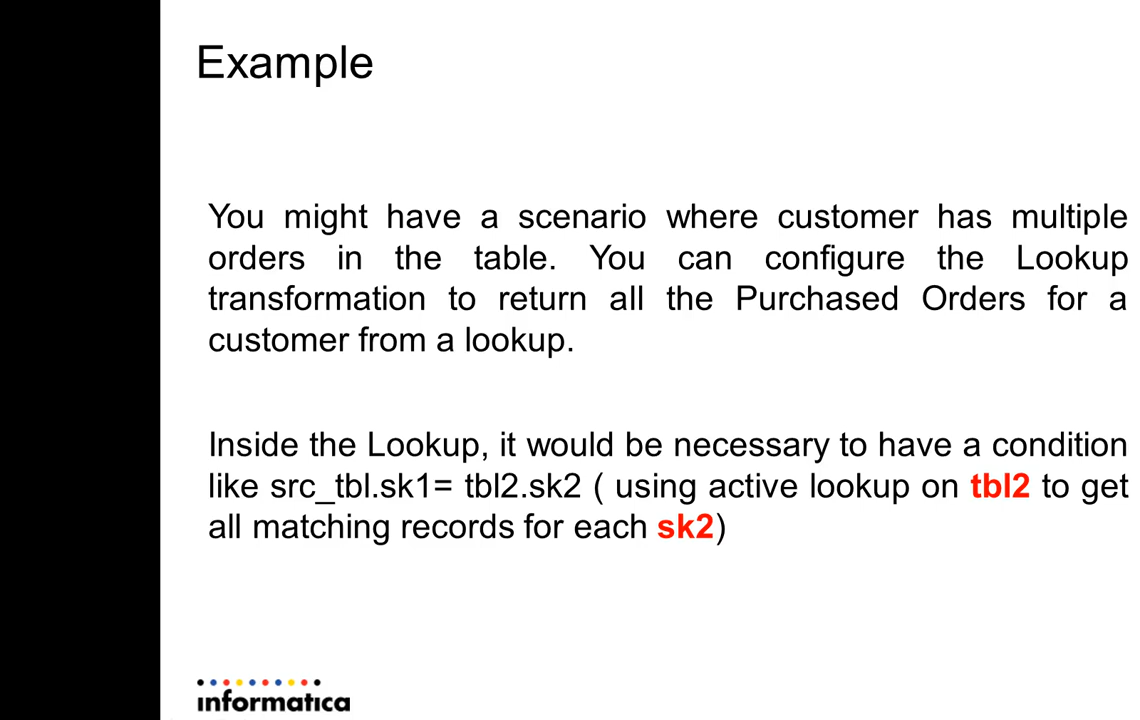 Example
You might have a scenario where customer has multiple
orders in the table. You can configure the Lookup
transformation to return all the Purchased Orders for a
customer from a lookup.
Inside the Lookup, it would be necessary to have a condition
like src_tbl.sk1= tbl2.sk2 ( using active lookup on tbl2 to get
all matching records for each sk2)
informatica